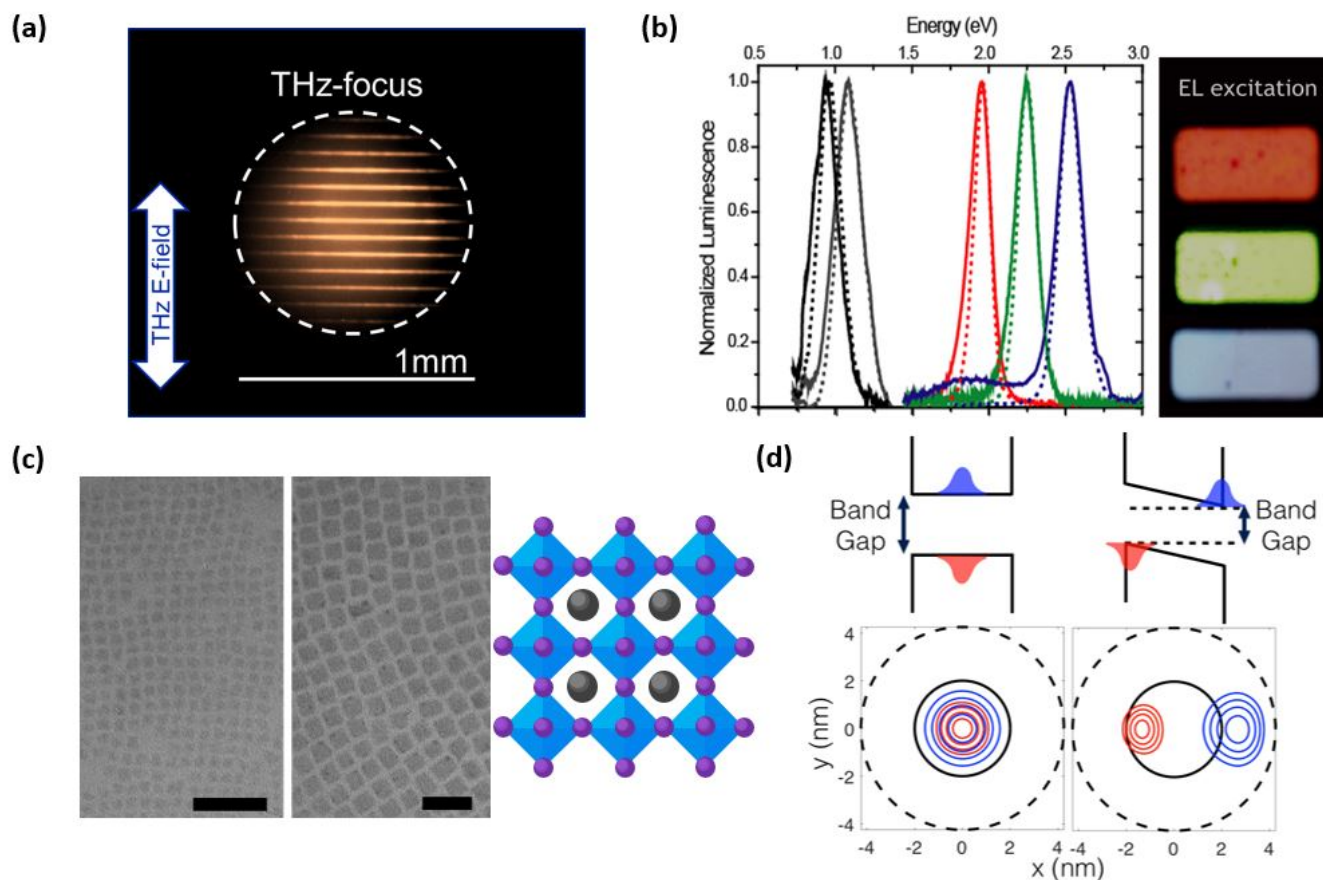 (a)
THz-focus
THz E-field
1mm
(b)
Energy (eV)
0.5 1.0 1.5 2.0 2.5 3.0
Normalized Luminescence
1.0
0.8
0.6
0.4
0.2
0.0
EL excitation
(c)
(d)
Band
Gap
Band
Gap
y (nm)
4
2
0
-2
-4
-4 -2 0 2 4
-4 -2 0 2 4
x (nm)